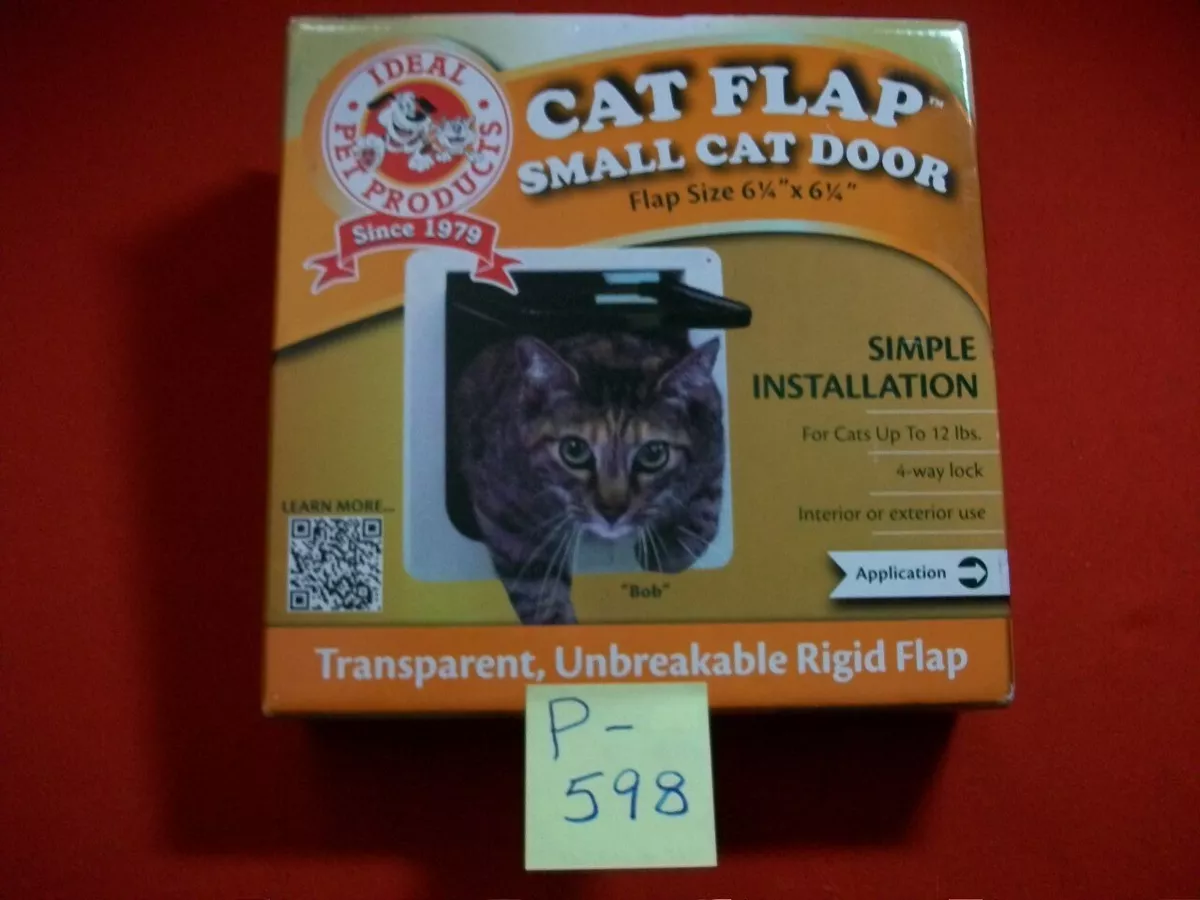 IDEAL
PET PRODUCTS
Since 1979
CAT FLAP™
SMALL CAT DOOR
Flap Size 6¼" x 6¼"
SIMPLE
INSTALLATION
For Cats Up To 12 lbs.
4-way lock
Interior or exterior use
LEARN MORE...
Application
"Bob"
Transparent, Unbreakable Rigid Flap
P-
598